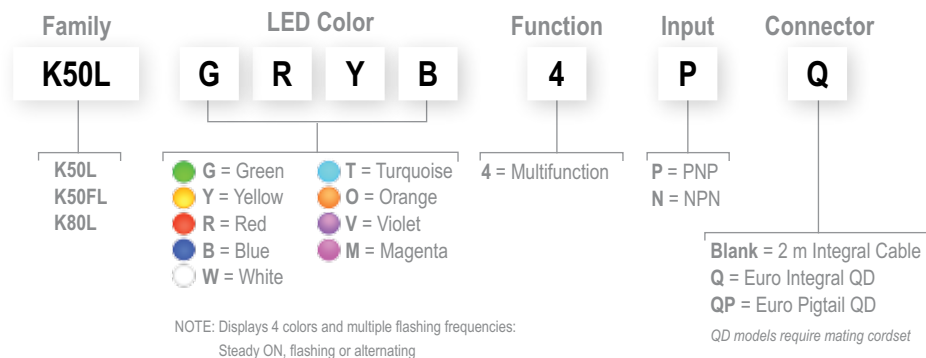 Family LED Color Function Input Connector
K50L G R Y B 4 P Q
K50L
K50FL
K80L
G = Green
Y = Yellow
R = Red
B = Blue
W = White
T = Turquoise
O = Orange
V = Violet
M = Magenta
4 = Multifunction
P = PNP
N = NPN
Blank = 2 m Integral Cable
Q = Euro Integral QD
QP = Euro Pigtail QD
QD models require mating cordset
NOTE: Displays 4 colors and multiple flashing frequencies:
Steady ON, flashing or alternating